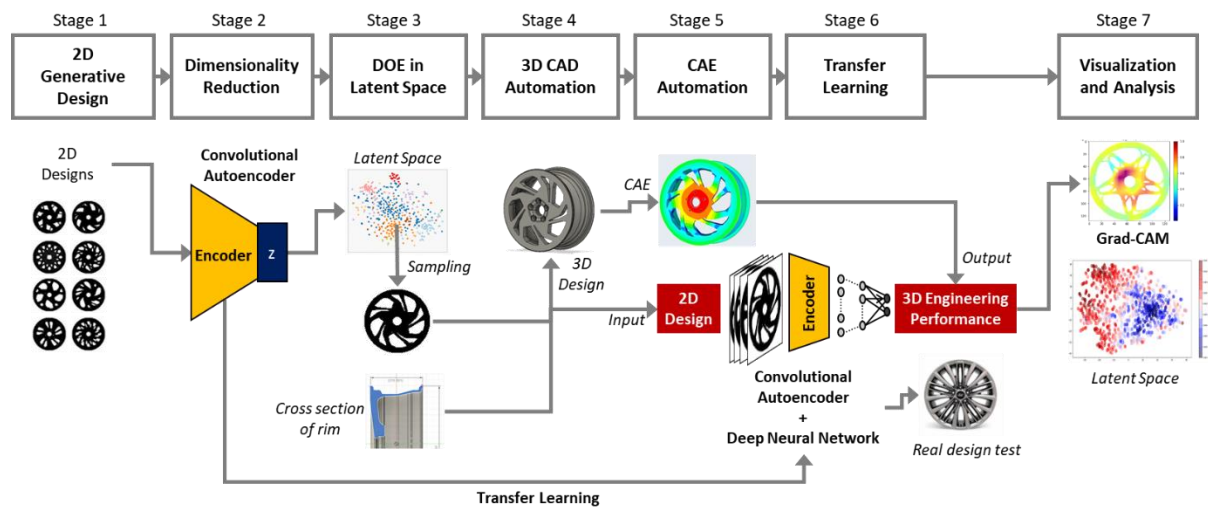 Stage 1
Stage 2
Stage 3
Stage 4
Stage 5
Stage 6
Stage 7
2D
Generative
Design
Dimensionality
Reduction
DOE in
Latent Space
3D CAD
Automation
CAE
Automation
Transfer
Learning
Visualization
and Analysis
2D
Designs
Convolutional
Autoencoder
Encoder
Z
Latent Space
Sampling
Cross section
of rim
3D
Design
CAE
Input
2D
Design
Encoder
Output
3D Engineering
Performance
Convolutional
Autoencoder
+
Deep Neural Network
Real design test
Grad-CAM
Latent Space
Transfer Learning